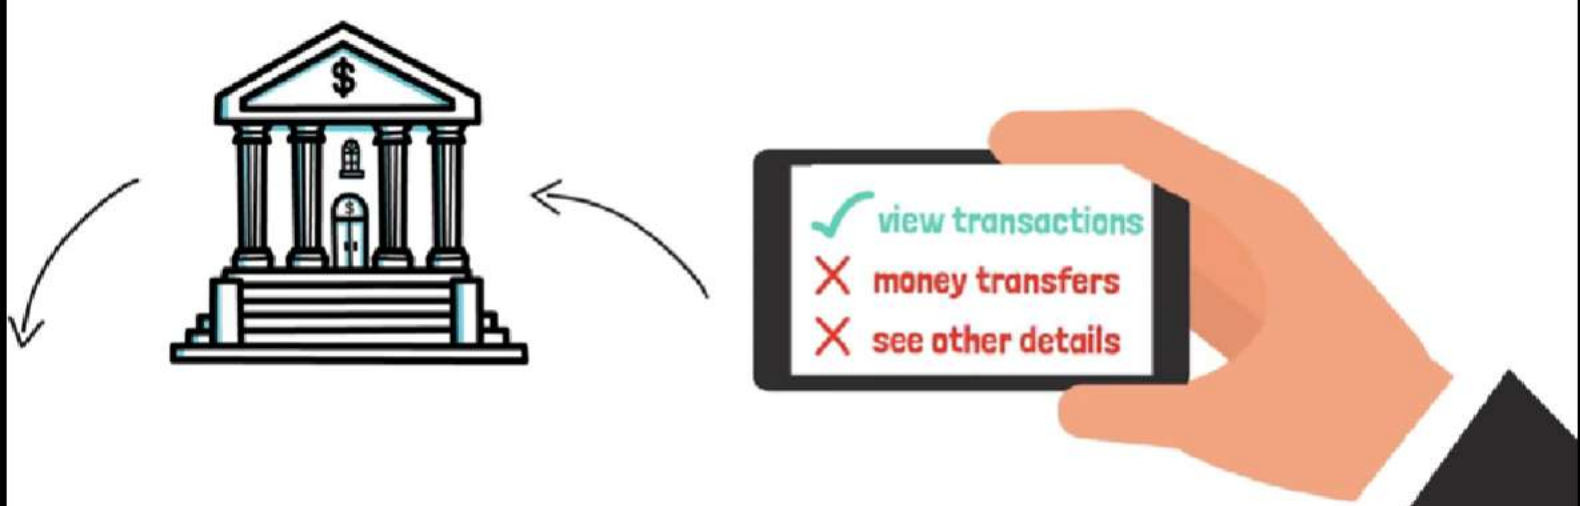 $
$
view transactions
money transfers
see other details